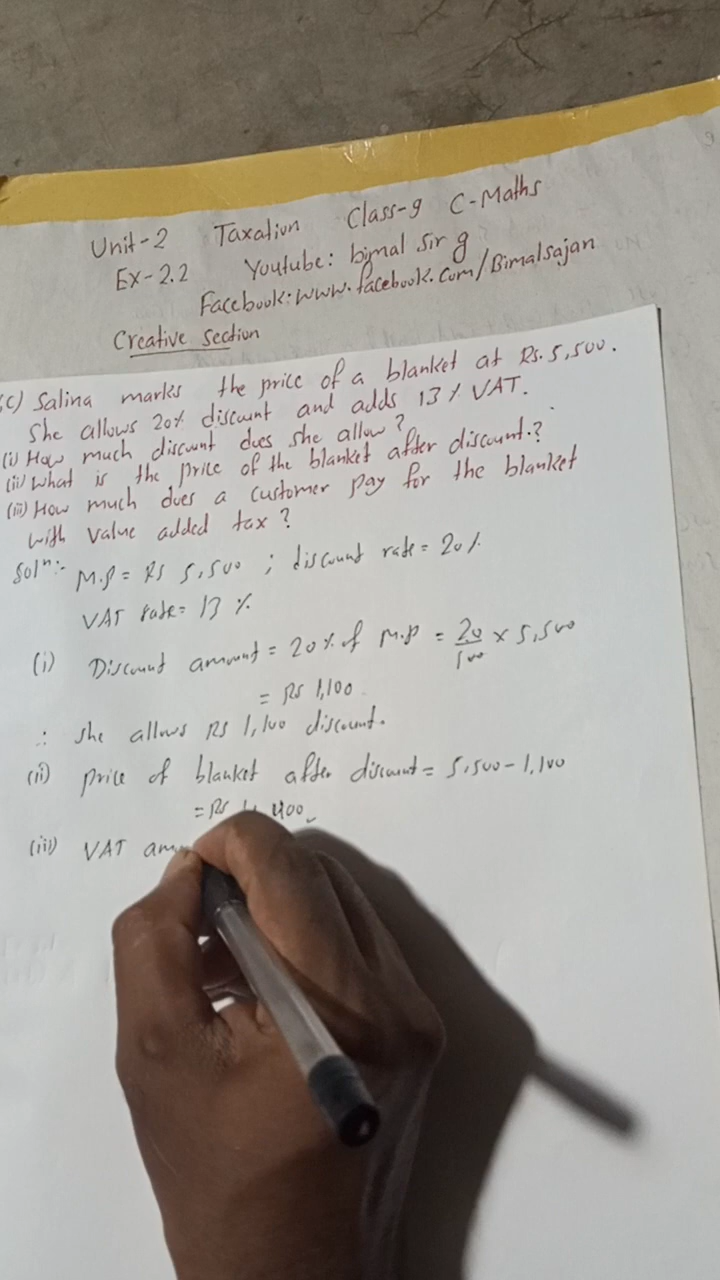 Unit-2 Taxation Class-9 C-Maths
Ex-2.2 Youtube: bimal sir g
Facebook: www.facebook.com/Bimalsajan
Creative section
c) Salina marks the price of a blanket at Rs. 5,500.
She allows 20% discount and adds 13% VAT.
(i) How much discount does she allow?
(ii) What is the price of the blanket after discount.?
(iii) How much does a customer pay for the blanket
with value added tax?
Solⁿ:- M.P = RS 5,500 ; discount rate = 20%
VAT rate = 13 %
(i) Discount amount = 20% of M.P = 20/100 x 5,500
= RS 1,100
∴ She allows RS 1,100 discount.
(ii) price of blanket after discount = 5,500 - 1,100
= RS 400
(iii) VAT am